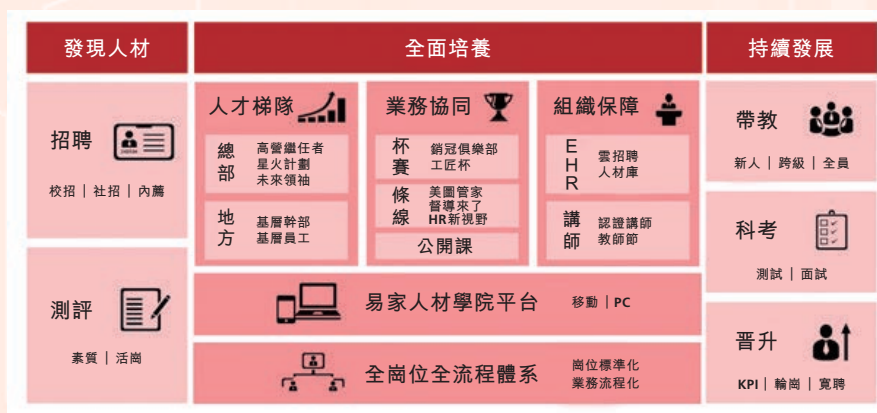 發現人材
招聘
校招 | 社招 | 內薦
測評
素質 | 活崗
全面培養
人才梯隊
總部
高營繼任者
星火計劃
未來領袖
地方
基層幹部
基層員工
業務協同
杯賽
銷冠俱樂部
工匠杯
條線
美圖管家
督導來了
HR新視野
公開課
組織保障
EHR
雲招聘
人材庫
講師
認證講師
教師節
易家人材學院平台
移動 | PC
全崗位全流程體系
崗位標準化
業務流程化
持續發展
帶教
新人 | 跨級 | 全員
科考
測試 | 面試
晋升
KPI | 輪崗 | 寬聘